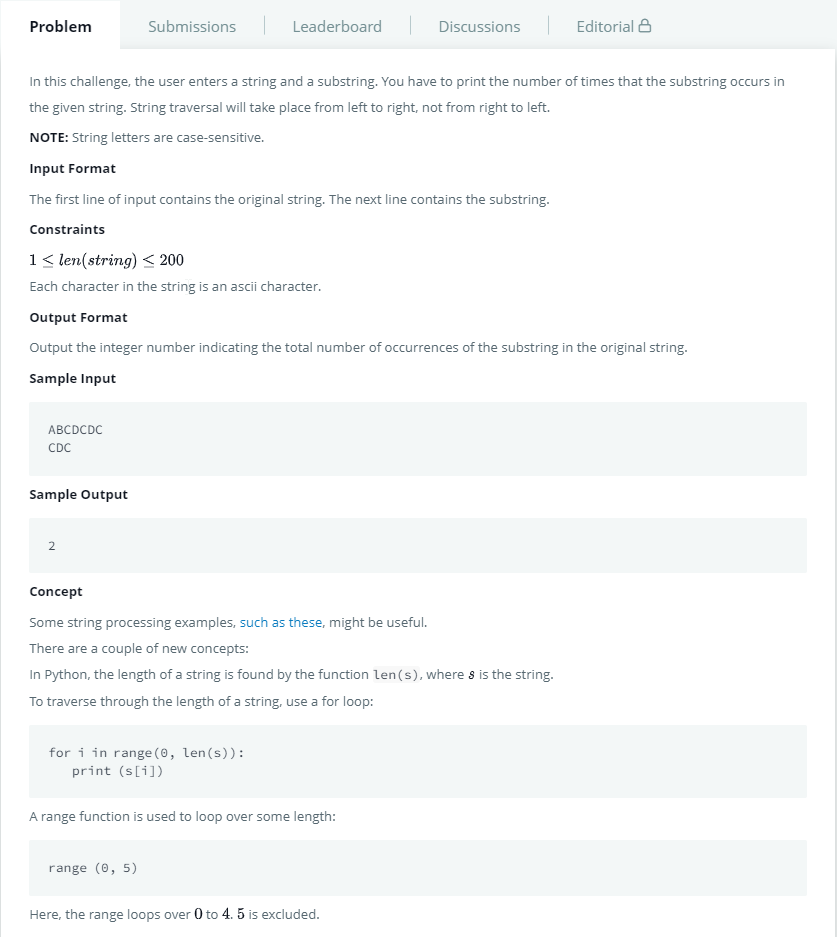 Problem
Submissions
Leaderboard
Discussions
Editorial
In this challenge, the user enters a string and a substring. You have to print the number of times that the substring occurs in
the given string. String traversal will take place from left to right, not from right to left.
NOTE: String letters are case-sensitive.
Input Format
The first line of input contains the original string. The next line contains the substring.
Constraints
1 ≤ len(string) ≤ 200
Each character in the string is an ascii character.
Output Format
Output the integer number indicating the total number of occurrences of the substring in the original string.
Sample Input
ABCDCDC
CDC
Sample Output
2
Concept
Some string processing examples, such as these, might be useful.
There are a couple of new concepts:
In Python, the length of a string is found by the function len(s), where s is the string.
To traverse through the length of a string, use a for loop:
for i in range(0, len(s)):
    print (s[i])
A range function is used to loop over some length:
range (0, 5)
Here, the range loops over 0 to 4. 5 is excluded.